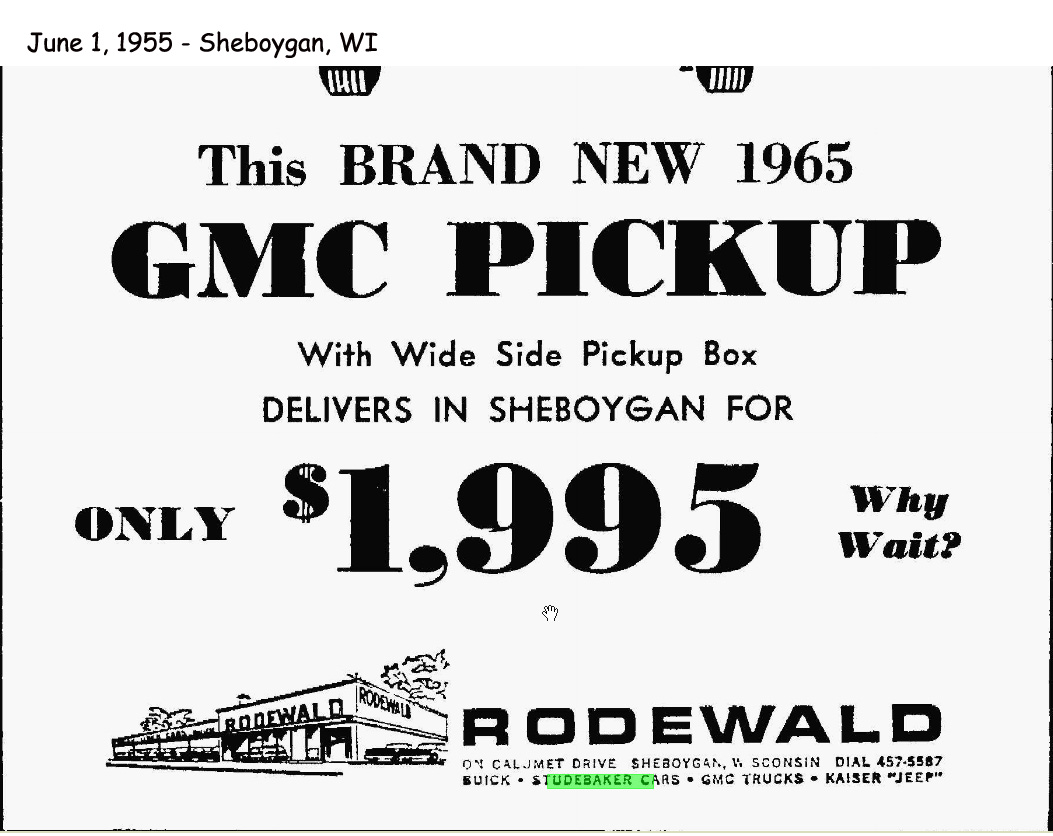 June 1, 1955 - Sheboygan, WI
This BRAND NEW 1965
GMC PICKUP
With Wide Side Pickup Box
DELIVERS IN SHEBOYGAN FOR
ONLY $1,995 Why Wait?
RODEWALD RODEWALD
RODEWALD
ON CALUMET DRIVE SHEBOYGAN, WISCONSIN DIAL 457-5587
BUICK • STUDEBAKER CARS • GMC TRUCKS • KAISER "JEEP"